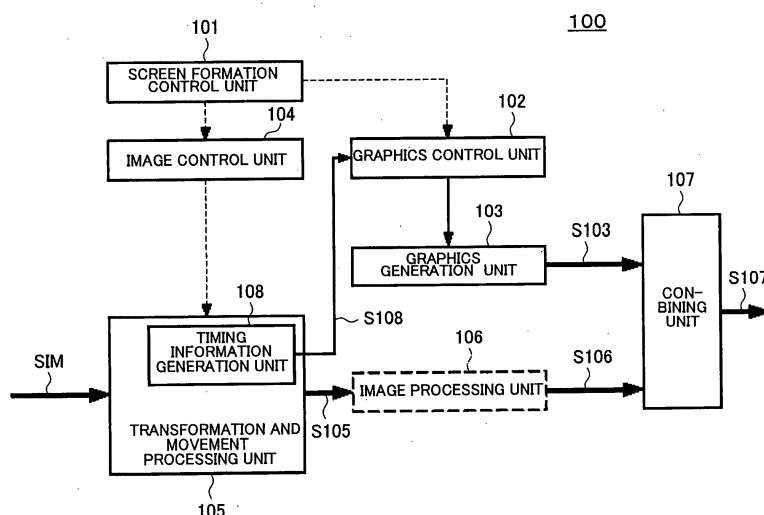 100
101
SCREEN FORMATION
CONTROL UNIT
104
IMAGE CONTROL UNIT
102
GRAPHICS CONTROL UNIT
103
GRAPHICS
GENERATION UNIT
S103
107
CON-
BINING
UNIT
S107
108
TIMING
INFORMATION
GENERATION UNIT
S108
SIM
TRANSFORMATION AND
MOVEMENT
PROCESSING UNIT
105
S105
106
IMAGE PROCESSING UNIT
S106